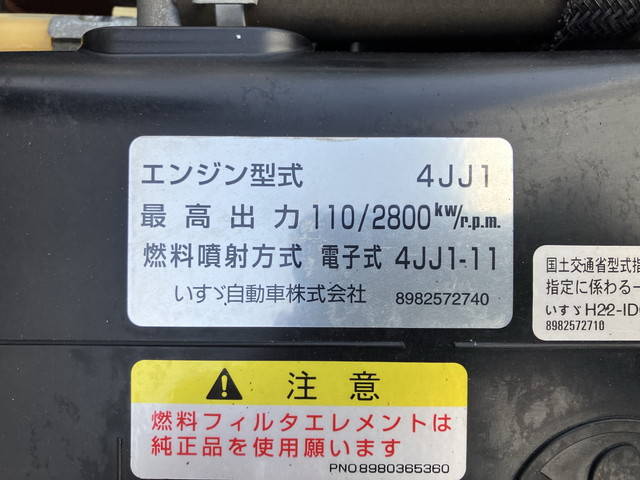 エンジン型式 4JJ1
最高出力 110/2800kw/r.p.m.
燃料噴射方式 電子式 4JJ1-11
いすゞ自動車株式会社 8982572740
国土交通省型式指
指定に係わる一
いすゞH22-ID
8982572710
注意
燃料フィルタエレメントは
純正品を使用願います
PNO8980365360